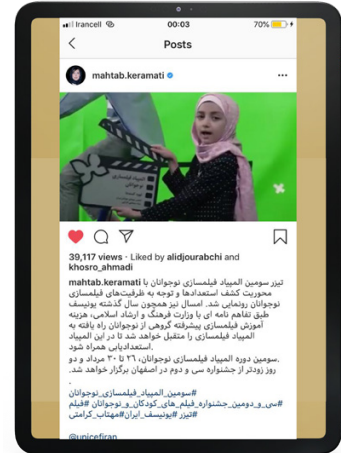 Irancell
00:03
70%
Posts
mahtab.keramati
المپیاد فیلمسازی
نوجوانان
39,117 views · Liked by alidjourabchi and
khosro_ahmadi
mahtab.keramati تیزر سومین المپیاد فیلمسازی نوجوانان با
محوریت کشف استعدادها و توجه به ظرفیت‌های فیلمسازی
نوجوانان رونمایی شد. امسال نیز همچون سال گذشته یونیسف
طبق تفاهم نامه ای با وزارت فرهنگ و ارشاد اسلامی، هزینه
آموزش فیلمسازی پیشرفته گروهی از نوجوانان راه یافته به
المپیاد فیلمسازی را متقبل خواهد شد تا در این المپیاد
استعدادیابی همراه شود.
سومین دوره المپیاد فیلمسازی نوجوانان، ۲۶ تا ۳۰ مرداد و دو.
روز زودتر از جشنواره سی و دوم در اصفهان برگزار خواهد شد.
.
#سومین_المپیاد_فیلمسازی_نوجوانان
#سی_و_دومین_جشنواره_فیلم_های_کودکان_و_نوجوانان #فیلم
#تیزر #یونیسف_ایران#مهتاب_کرامتی
@unicefiran